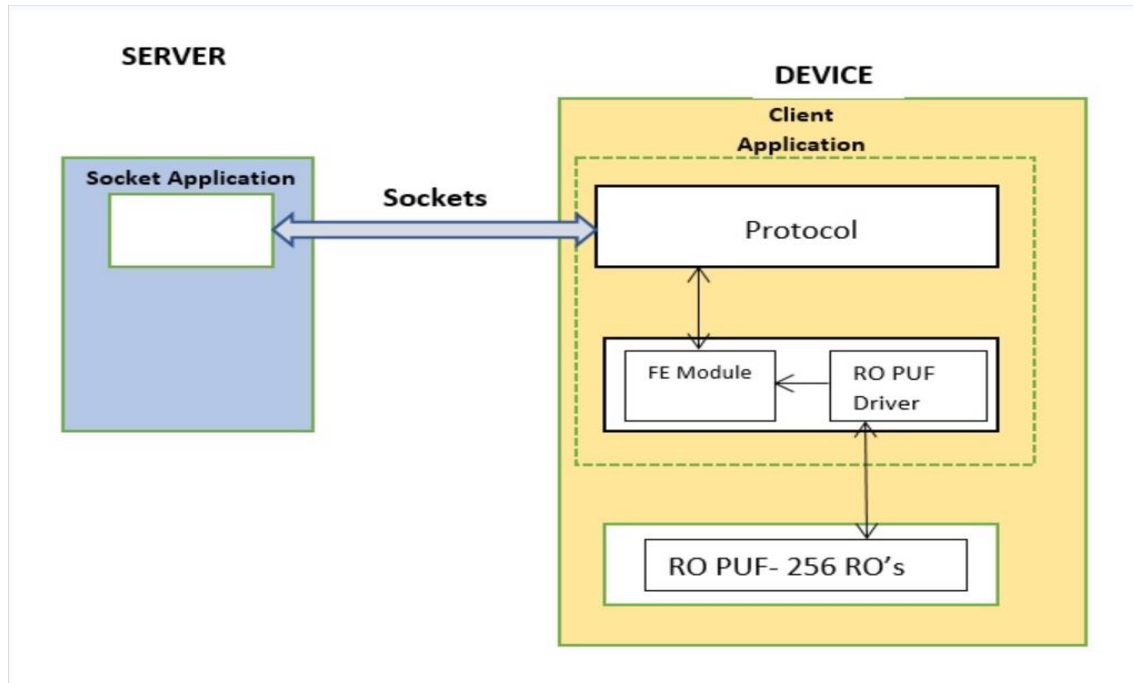 SERVER
DEVICE
Client
Application
Socket Application
Sockets
Protocol
FE Module
RO PUF
Driver
RO PUF- 256 RO’s